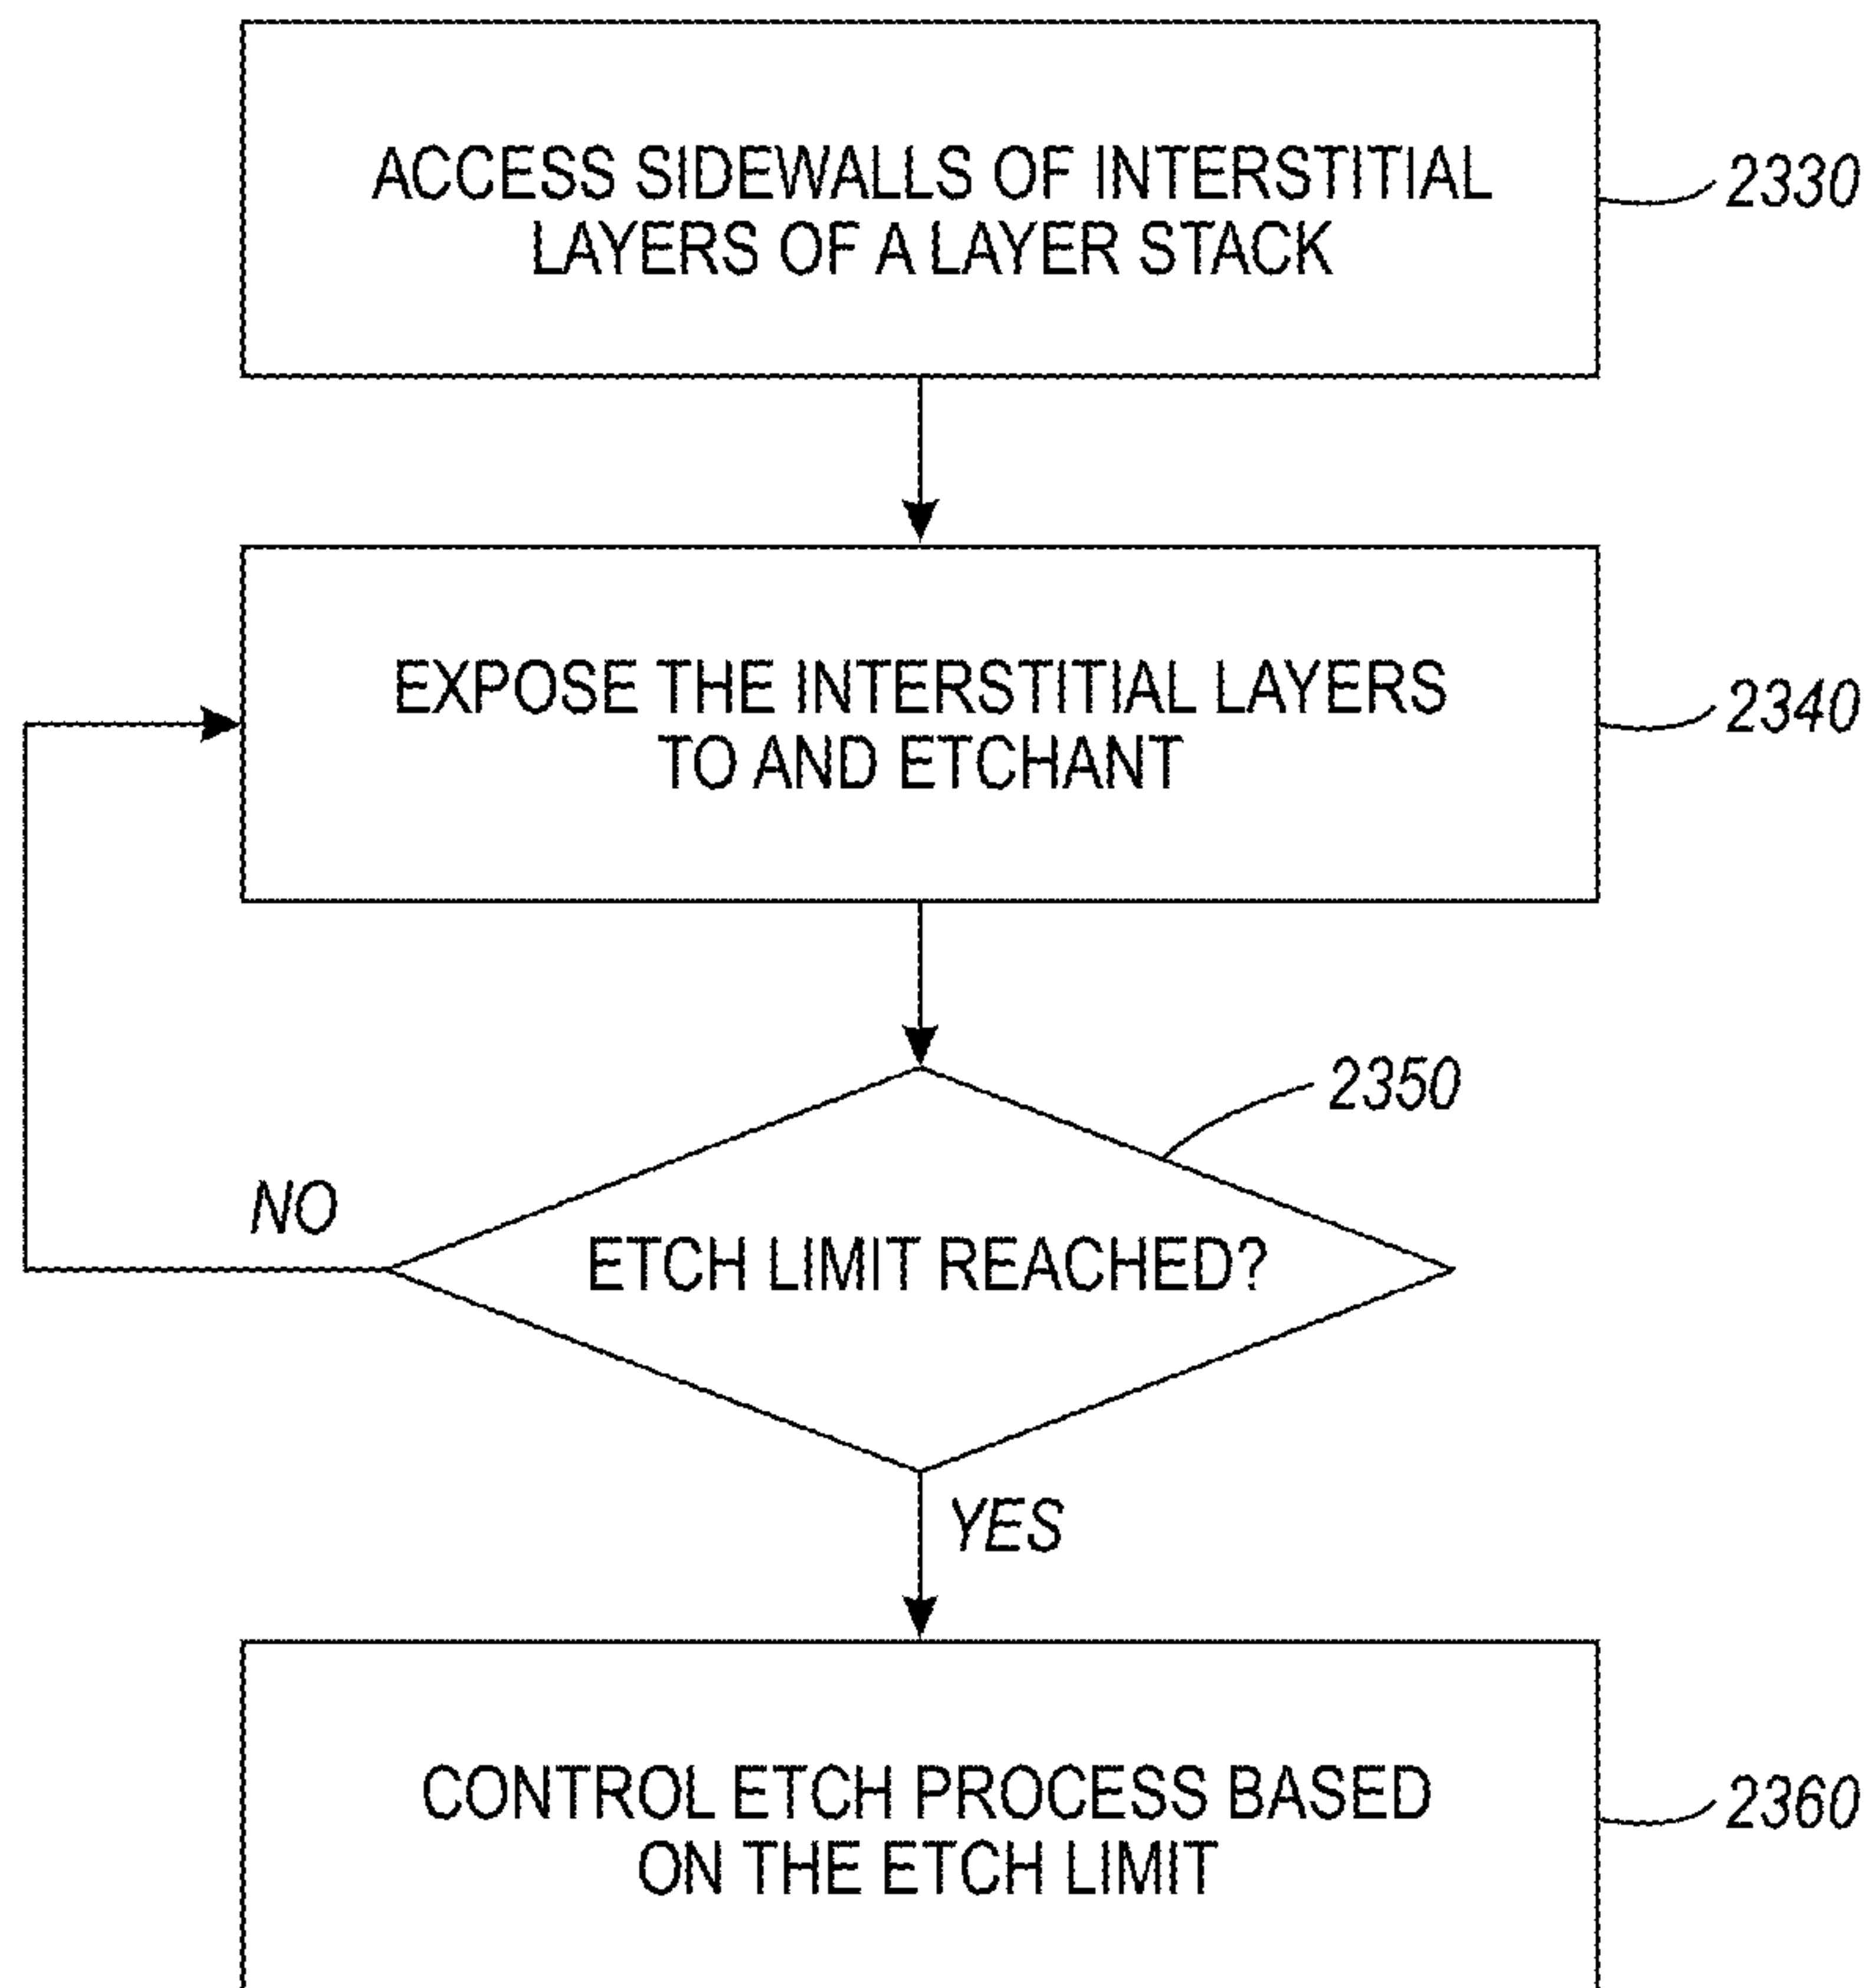 ACCESS SIDEWALLS OF INTERSTITIAL
LAYERS OF A LAYER STACK
2330
EXPOSE THE INTERSTITIAL LAYERS
TO AND ETCHANT
2340
2350
NO
ETCH LIMIT REACHED?
YES
CONTROL ETCH PROCESS BASED
ON THE ETCH LIMIT
2360